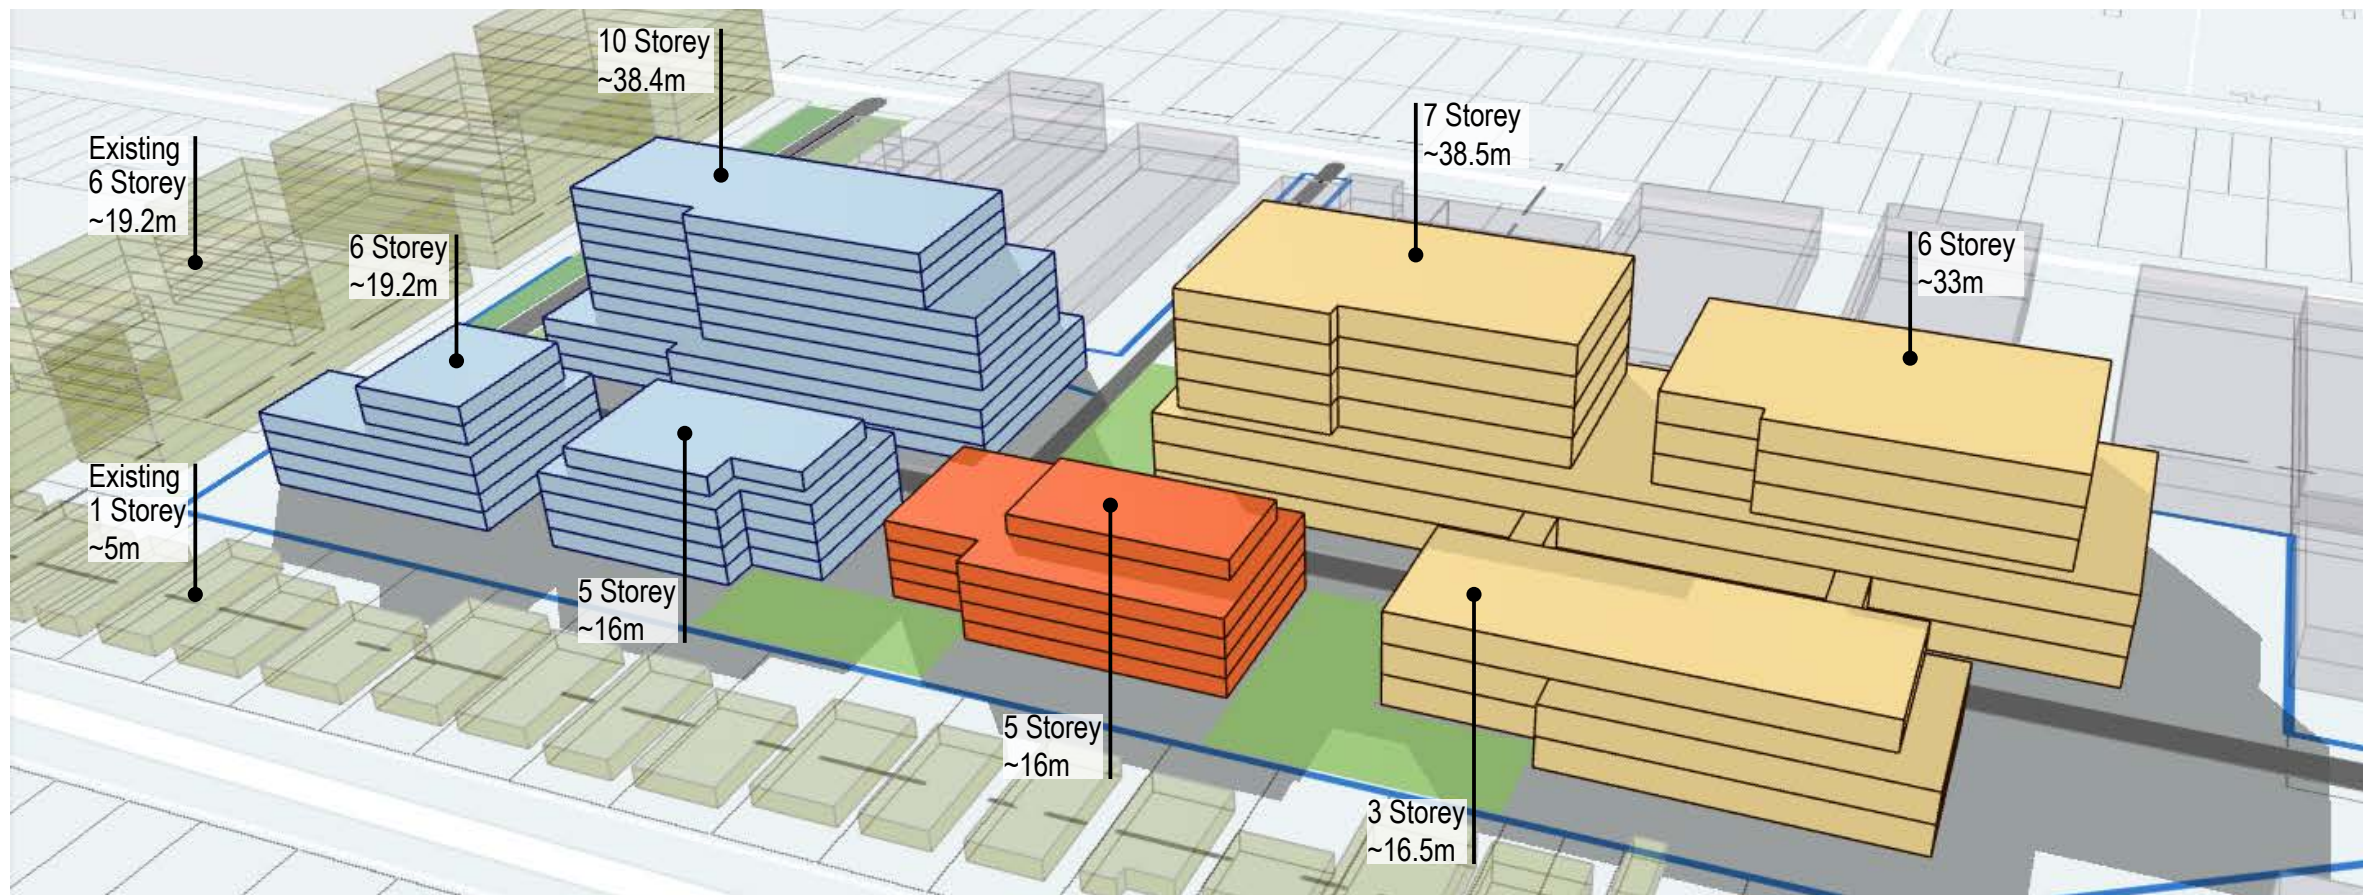 10 Storey
~38.4m
7 Storey
~38.5m
Existing
6 Storey
~19.2m
6 Storey
~19.2m
6 Storey
~33m
Existing
1 Storey
~5m
5 Storey
~16m
5 Storey
~16m
3 Storey
~16.5m